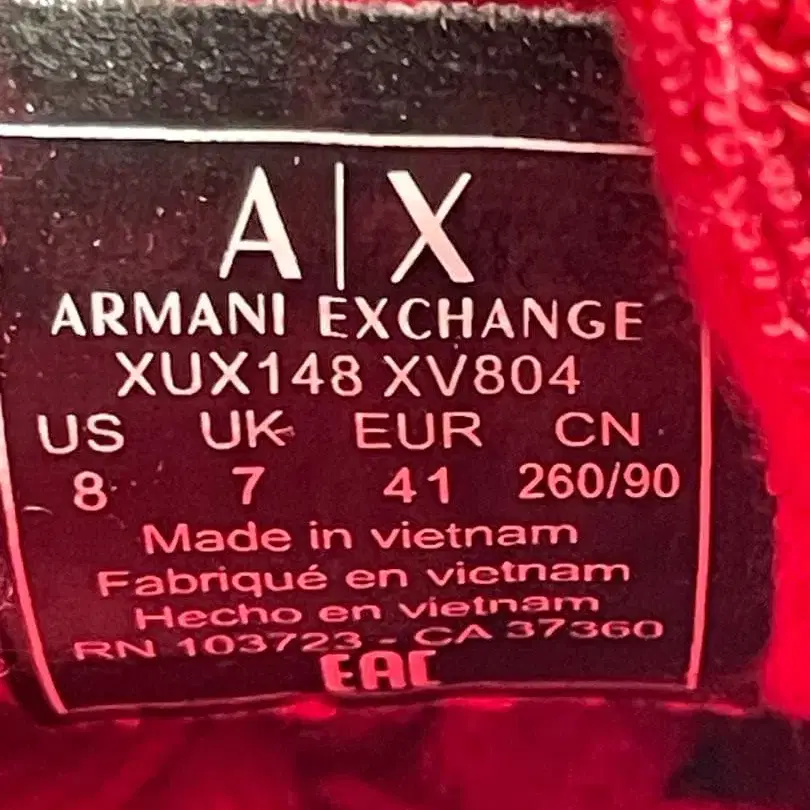 A|X
ARMANI EXCHANGE
XUX148 XV804
US UK EUR CN
8 7 41 260/90
Made in vietnam
Fabriqué en vietnam
Hecho en vietnam
RN 103723 - CA 37360
EAC